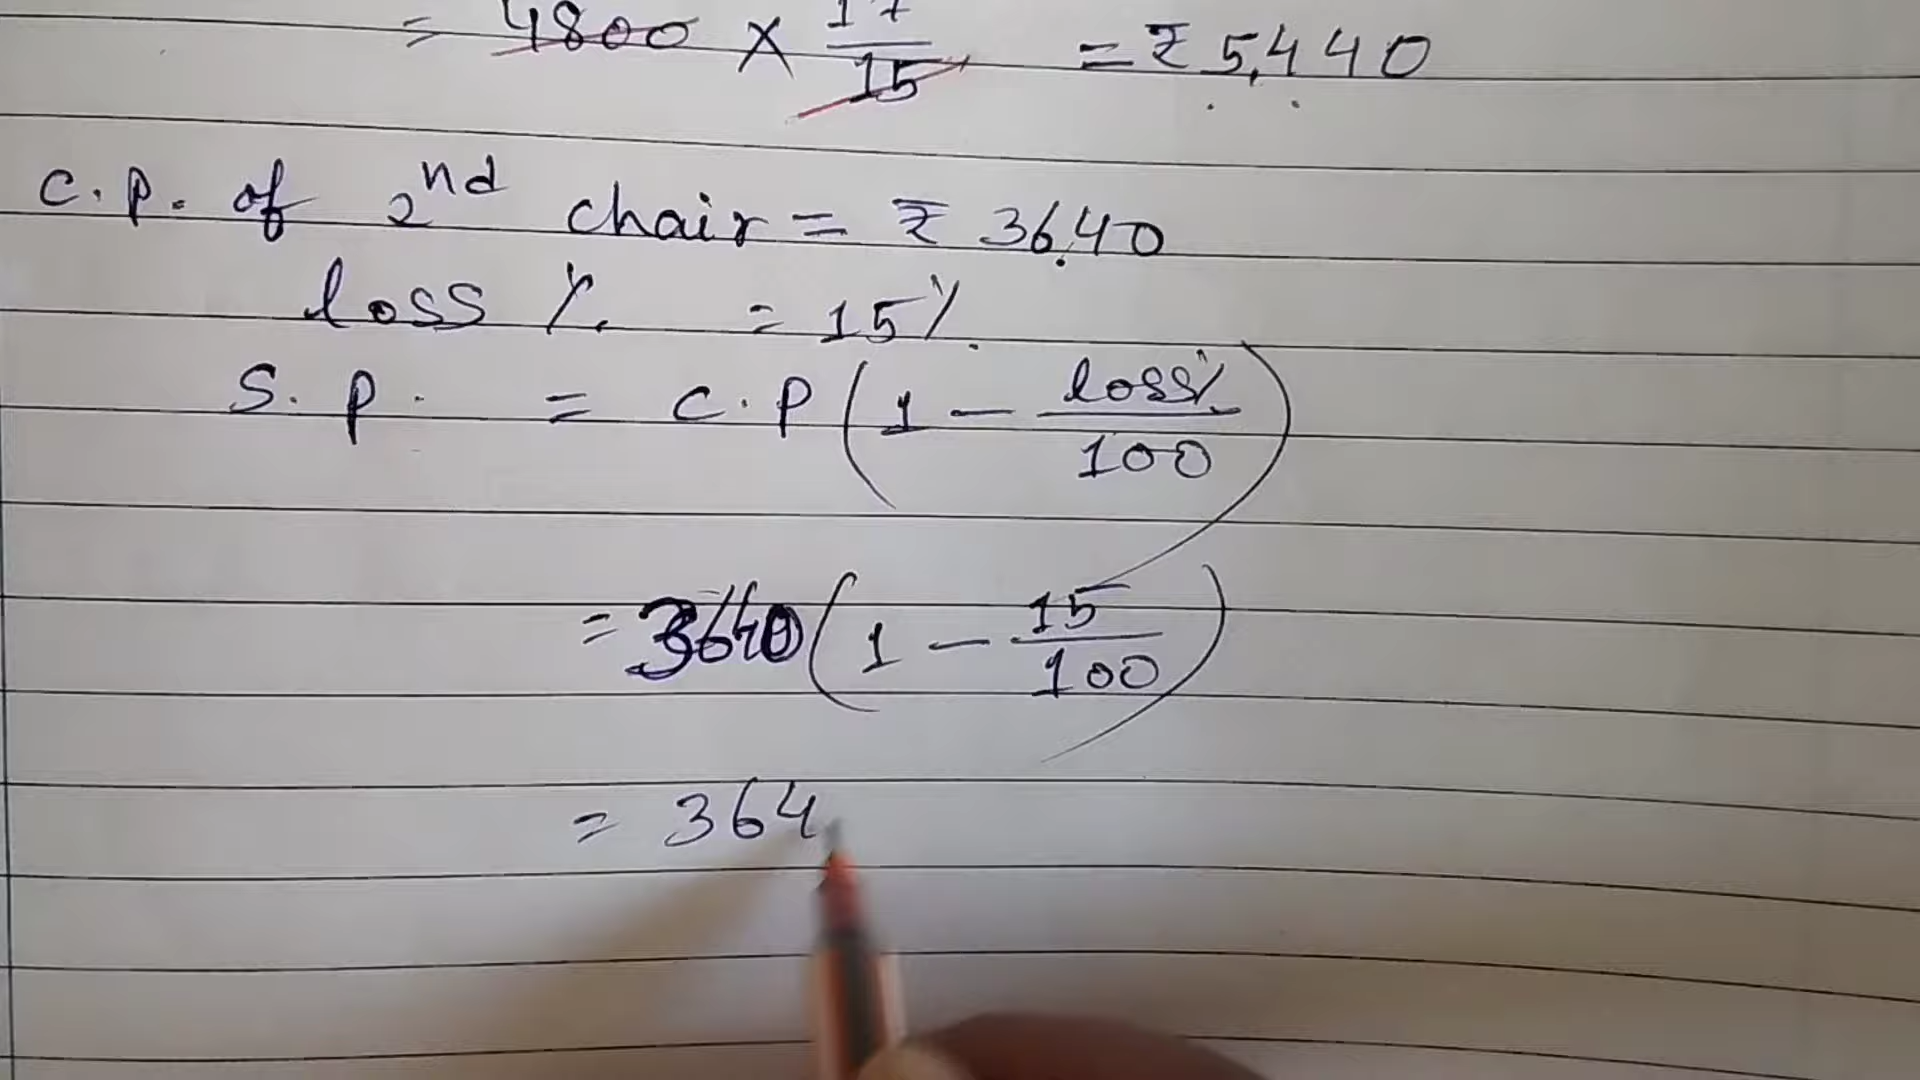 = 4800 × 17/15 = ₹ 5,440
C.P. of 2nd chair = ₹ 3640
loss % = 15%
S.P. = C.P (1 - loss%/100)
= 3640 (1 - 15/100)
= 364